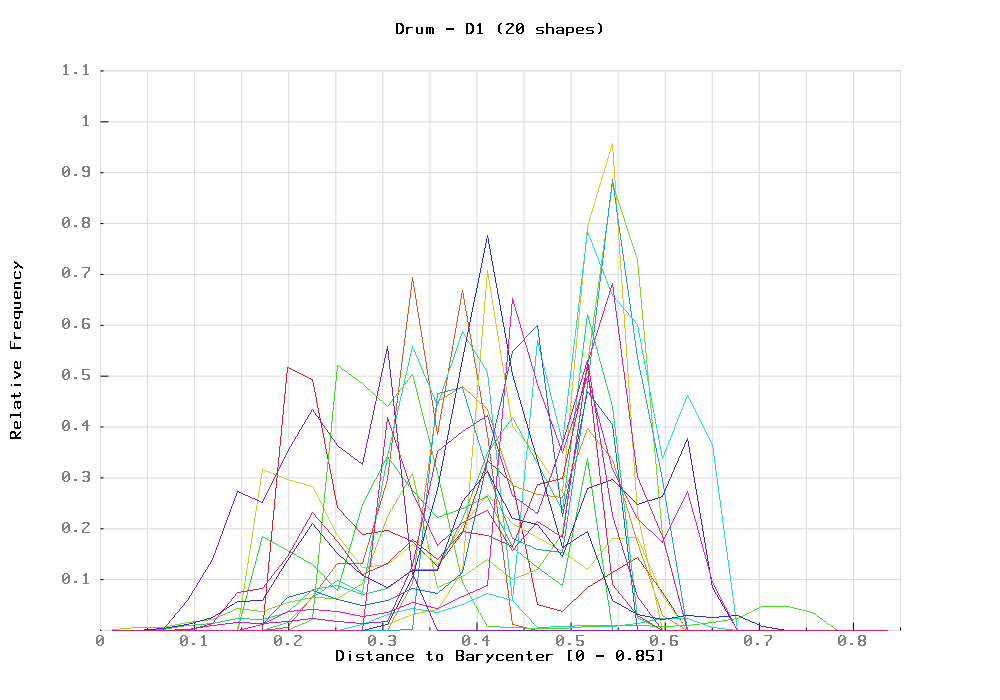 Drum - D1 (20 shapes)
1.1
1
0.9
0.8
0.7
0.6
0.5
0.4
0.3
0.2
0.1
Relative Frequency
0 0.1 0.2 0.3 0.4 0.5 0.6 0.7 0.8
Distance to Barycenter [0 - 0.85]